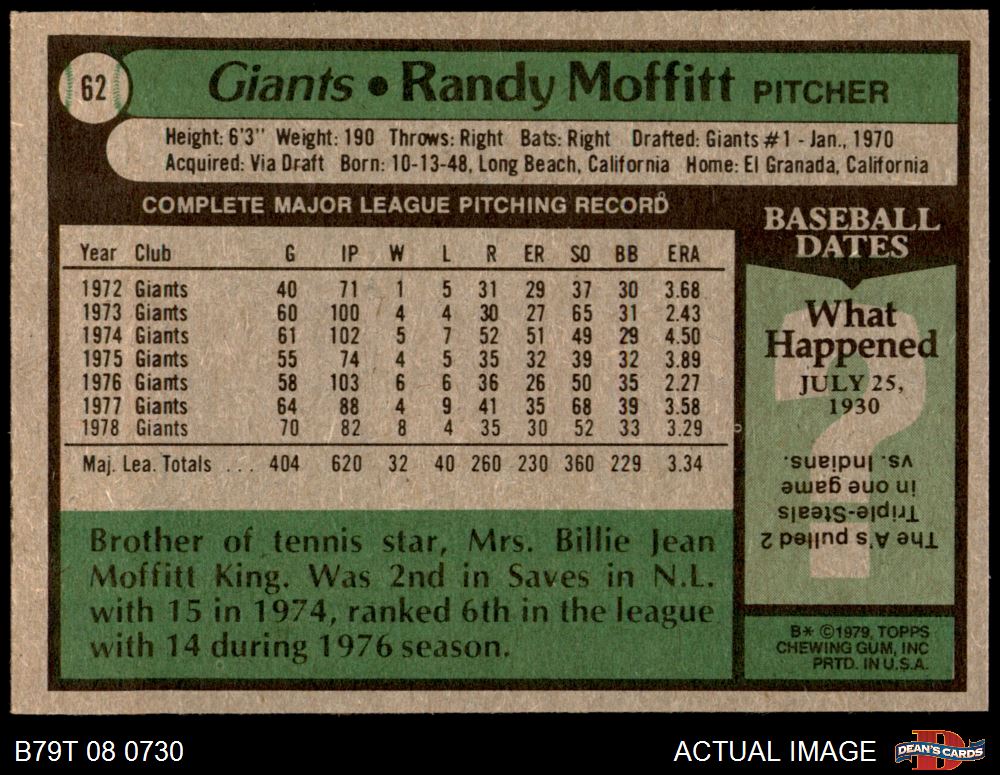 62
Giants • Randy Moffitt PITCHER
Height: 6'3" Weight: 190 Throws: Right Bats: Right Drafted: Giants #1 - Jan., 1970
Acquired: Via Draft Born: 10-13-48, Long Beach, California Home: El Granada, California
COMPLETE MAJOR LEAGUE PITCHING RECORD
Year Club G IP W L R ER SO BB ERA
1972 Giants 40 71 1 5 31 29 37 30 3.68
1973 Giants 60 100 4 4 30 27 65 31 2.43
1974 Giants 61 102 5 7 52 51 49 29 4.50
1975 Giants 55 74 4 5 35 32 39 32 3.89
1976 Giants 58 103 6 6 36 26 50 35 2.27
1977 Giants 64 88 4 9 41 35 68 39 3.58
1978 Giants 70 82 8 4 35 30 52 33 3.29
Maj. Lea. Totals ... 404 620 32 40 260 230 360 229 3.34
Brother of tennis star, Mrs. Billie Jean
Moffitt King. Was 2nd in Saves in N.L.
with 15 in 1974, ranked 6th in the league
with 14 during 1976 season.
BASEBALL
DATES
What
Happened
JULY 25,
1930
?
The A's pulled 2
Triple-Steals
in one game
vs. Indians.
B* ©1979, TOPPS
CHEWING GUM, INC
PRTD. IN U.S.A.
B79T 08 0730
ACTUAL IMAGE
D
DEAN'S CARDS